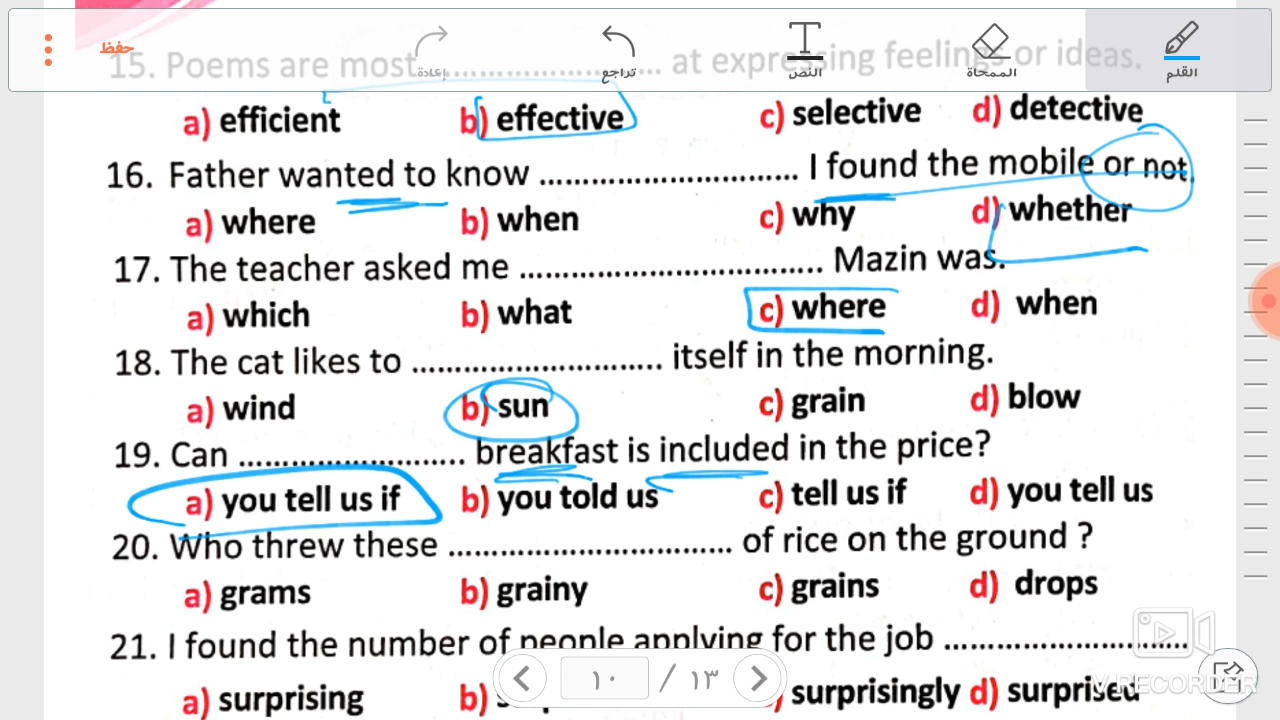 حفظ
إعادة
تراجع
النص
الممحاة
القلم
15. Poems are most ........................ at expressing feelings or ideas.
a) efficient b) effective c) selective d) detective
16. Father wanted to know .............................. I found the mobile or not.
a) where b) when c) why d) whether
17. The teacher asked me ................................... Mazin was.
a) which b) what c) where d) when
18. The cat likes to ........................... itself in the morning.
a) wind b) sun c) grain d) blow
19. Can ........................ breakfast is included in the price?
a) you tell us if b) you told us c) tell us if d) you tell us
20. Who threw these ................................. of rice on the ground ?
a) grams b) grainy c) grains d) drops
21. I found the number of people applying for the job ............................
a) surprising b) surprisingly d) surprised
١٠ / ١٣
V RECORDER